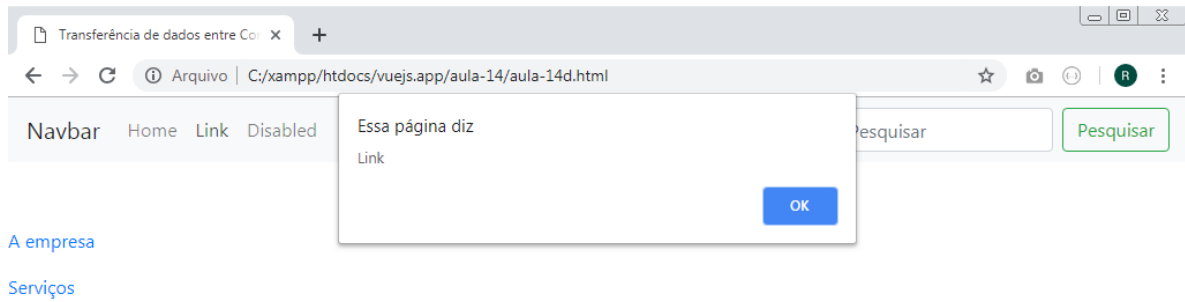 Transferência de dados entre Co
Arquivo C:/xampp/htdocs/vuejs.app/aula-14/aula-14d.html
R
Navbar Home Link Disabled
Essa página diz
Link
OK
Pesquisar
Pesquisar
A empresa
Serviços